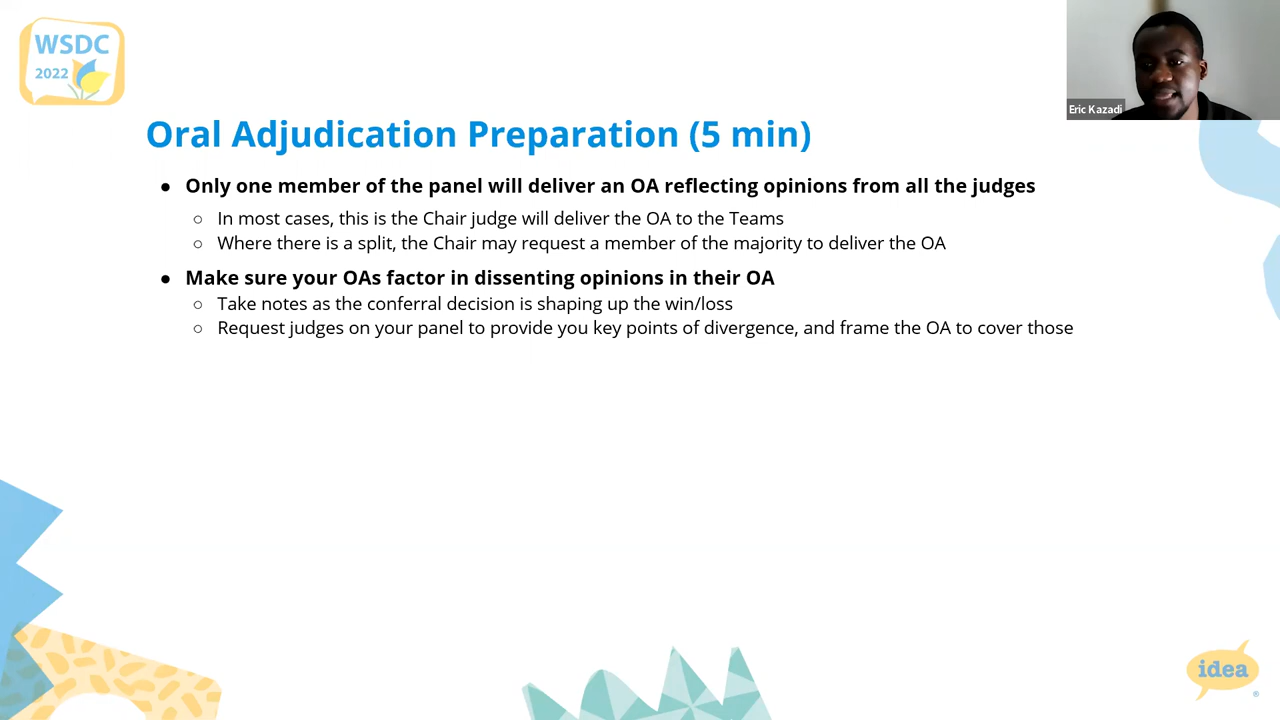 WSDC
2022
Eric Kazadi
Oral Adjudication Preparation (5 min)
● Only one member of the panel will deliver an OA reflecting opinions from all the judges
○ In most cases, this is the Chair judge will deliver the OA to the Teams
○ Where there is a split, the Chair may request a member of the majority to deliver the OA
● Make sure your OAs factor in dissenting opinions in their OA
○ Take notes as the conferral decision is shaping up the win/loss
○ Request judges on your panel to provide you key points of divergence, and frame the OA to cover those
idea
®